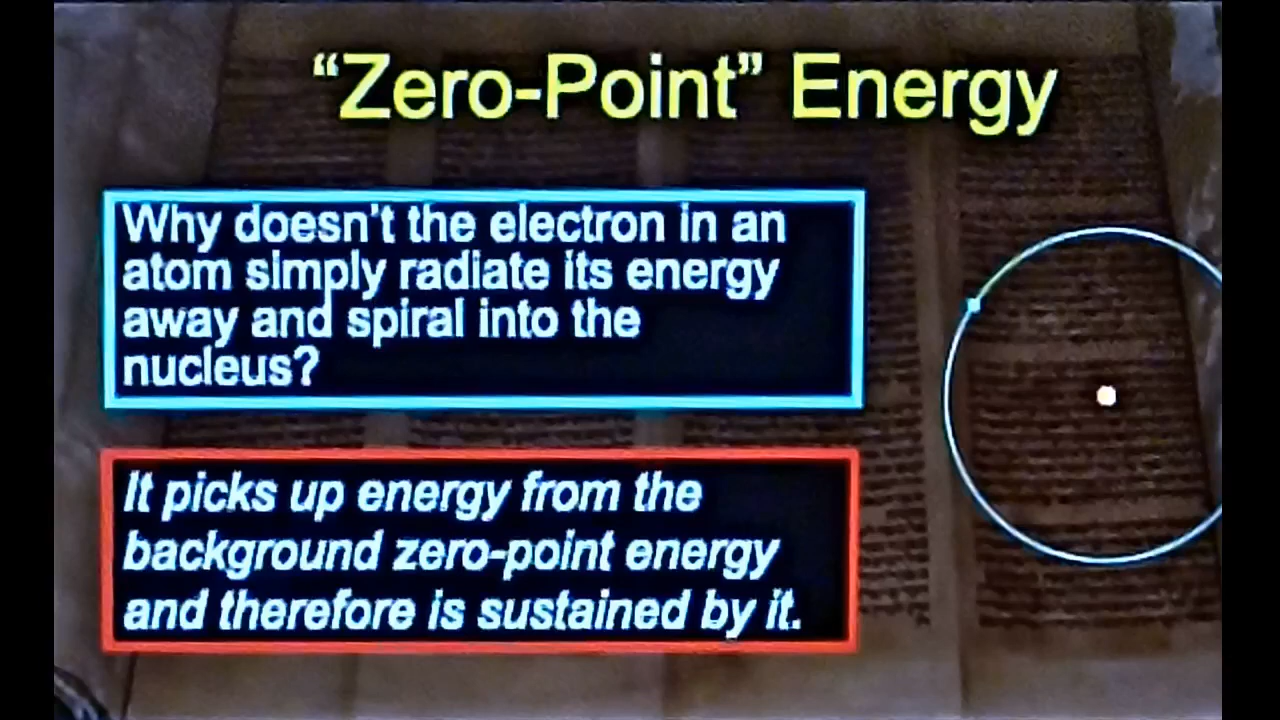 “Zero-Point” Energy
Why doesn't the electron in an
atom simply radiate its energy
away and spiral into the
nucleus?
It picks up energy from the
background zero-point energy
and therefore is sustained by it.